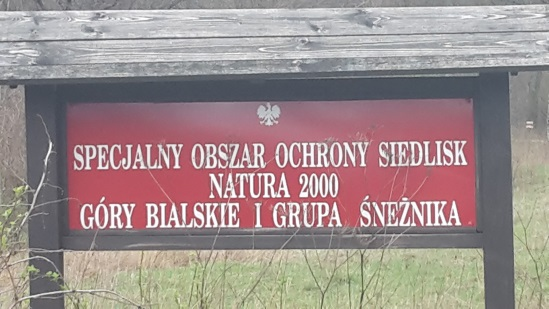 SPECJALNY OBSZAR OCHRONY SIEDLISK
NATURA 2000
GÓRY BIALSKIE I GRUPA ŚNEŻNIKA